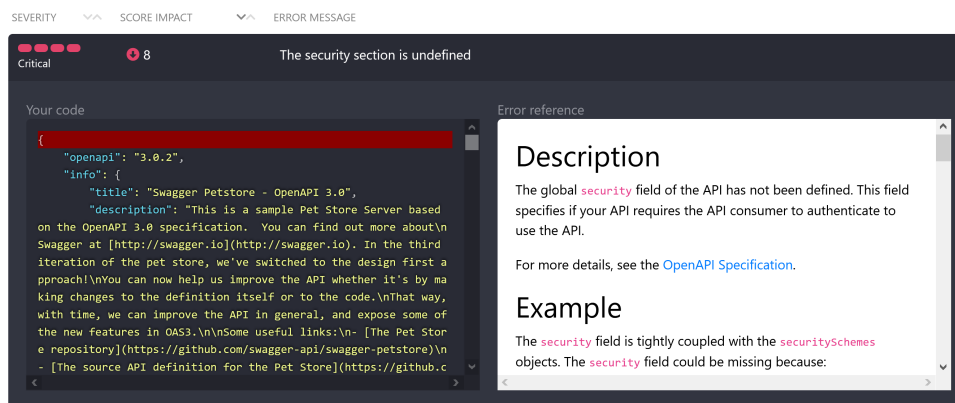 SEVERITY SCORE IMPACT ERROR MESSAGE
Critical 8 The security section is undefined
Your code
{
"openapi": "3.0.2",
"info": {
"title": "Swagger Petstore - OpenAPI 3.0",
"description": "This is a sample Pet Store Server based
on the OpenAPI 3.0 specification.  You can find out more about\n
Swagger at [http://swagger.io](http://swagger.io). In the third
iteration of the pet store, we've switched to the design first a
pproach!\nYou can now help us improve the API whether it's by ma
king changes to the definition itself or to the code.\nThat way,
with time, we can improve the API in general, and expose some of
the new features in OAS3.\n\nSome useful links:\n- [The Pet Stor
e repository](https://github.com/swagger-api/swagger-petstore)\n
- [The source API definition for the Pet Store](https://github.c
Error reference
Description
The global security field of the API has not been defined. This field
specifies if your API requires the API consumer to authenticate to
use the API.
For more details, see the OpenAPI Specification.
Example
The security field is tightly coupled with the securitySchemes
objects. The security field could be missing because: